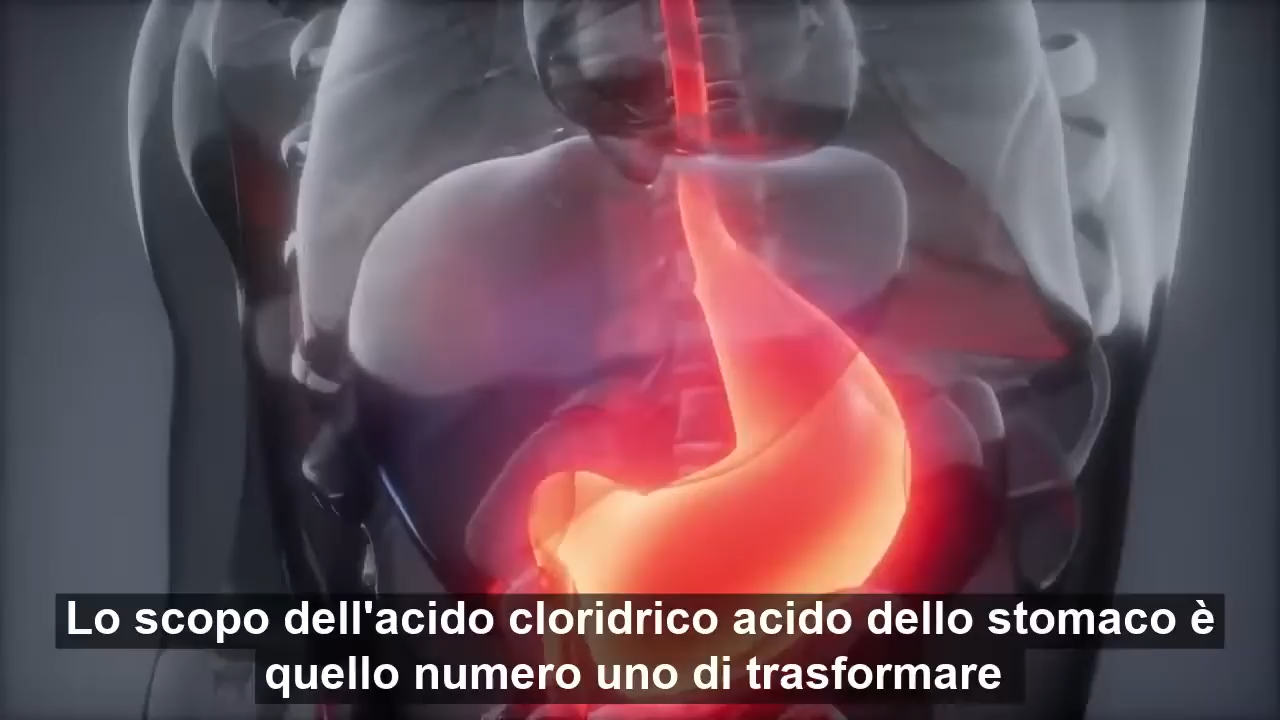 Lo scopo dell'acido cloridrico acido dello stomaco è
quello numero uno di trasformare